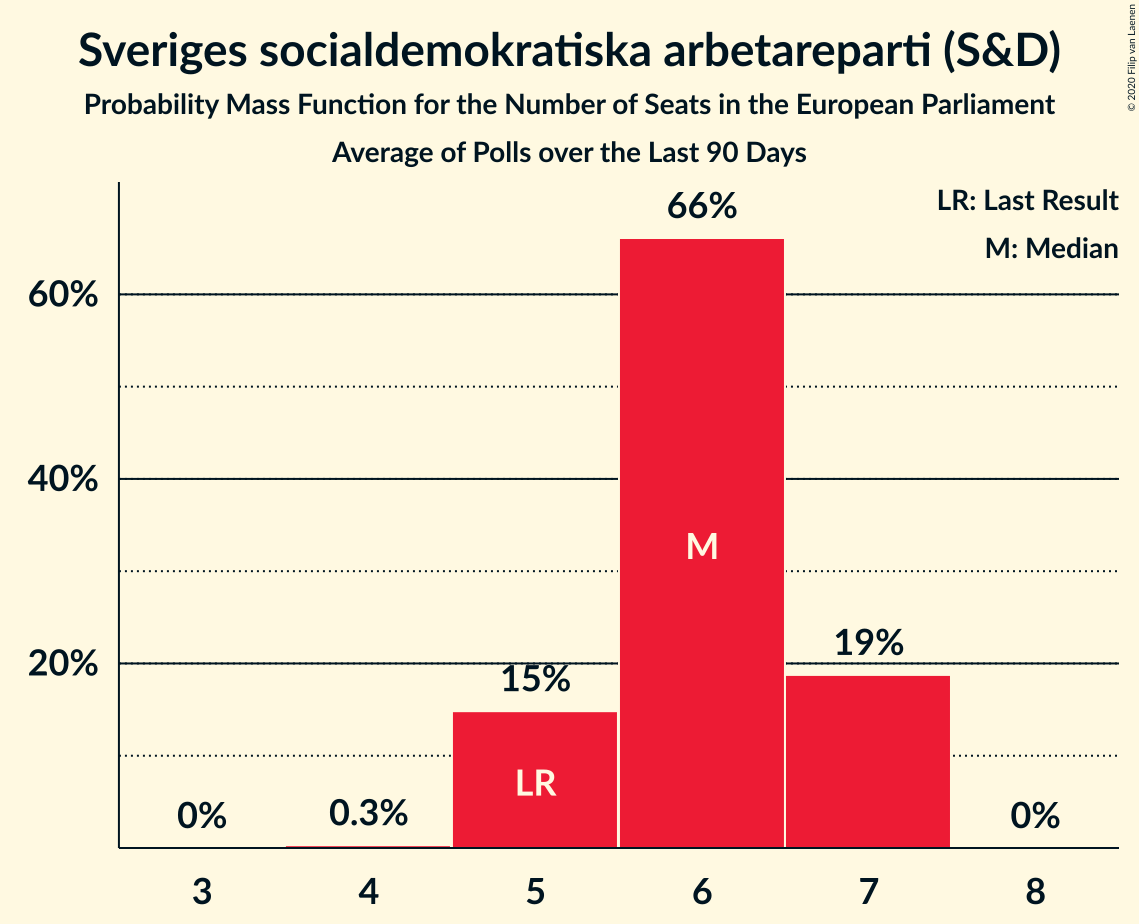 Sveriges socialdemokratiska arbetareparti (S&D)
Probability Mass Function for the Number of Seats in the European Parliament
Average of Polls over the Last 90 Days
© 2020 Filip van Laenen
LR: Last Result
M: Median
66%
60%
40%
M
20%
19%
15%
LR
0%
0.3%
0%
3 4 5 6 7 8